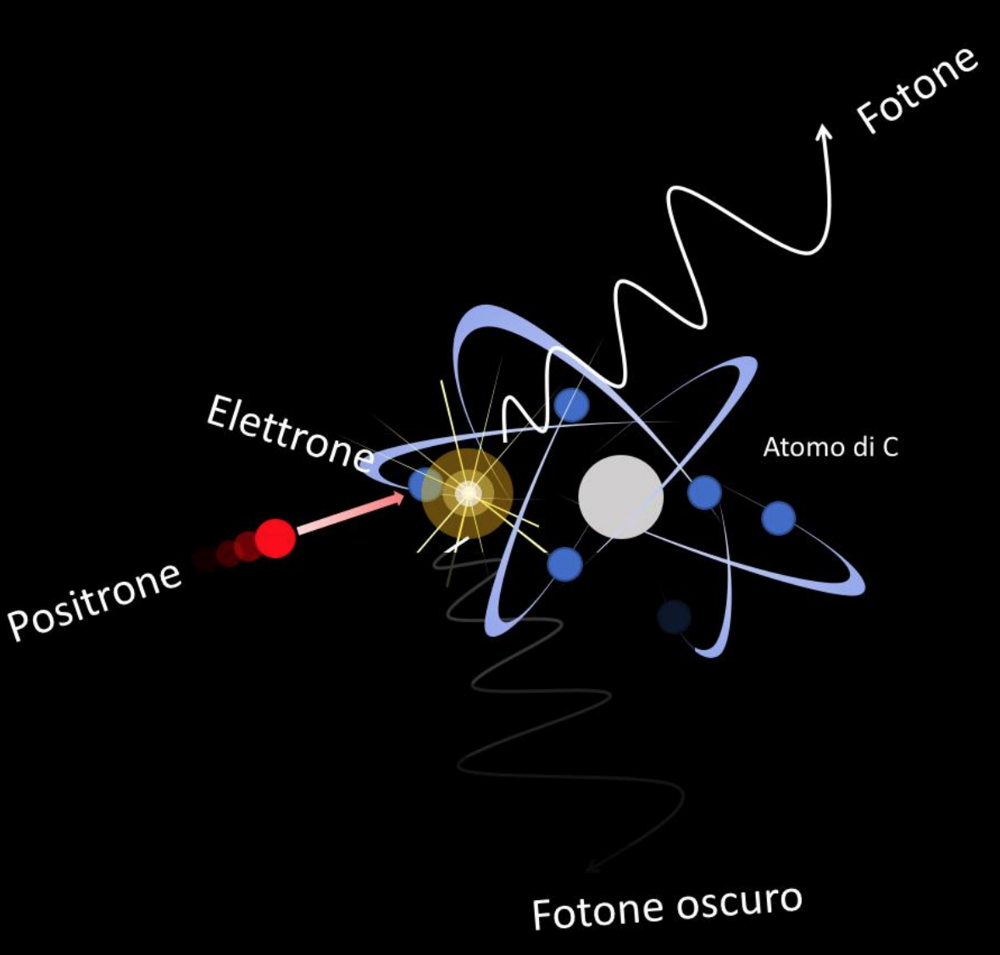 Fotone
Elettrone
Atomo di C
Positrone
Fotone oscuro